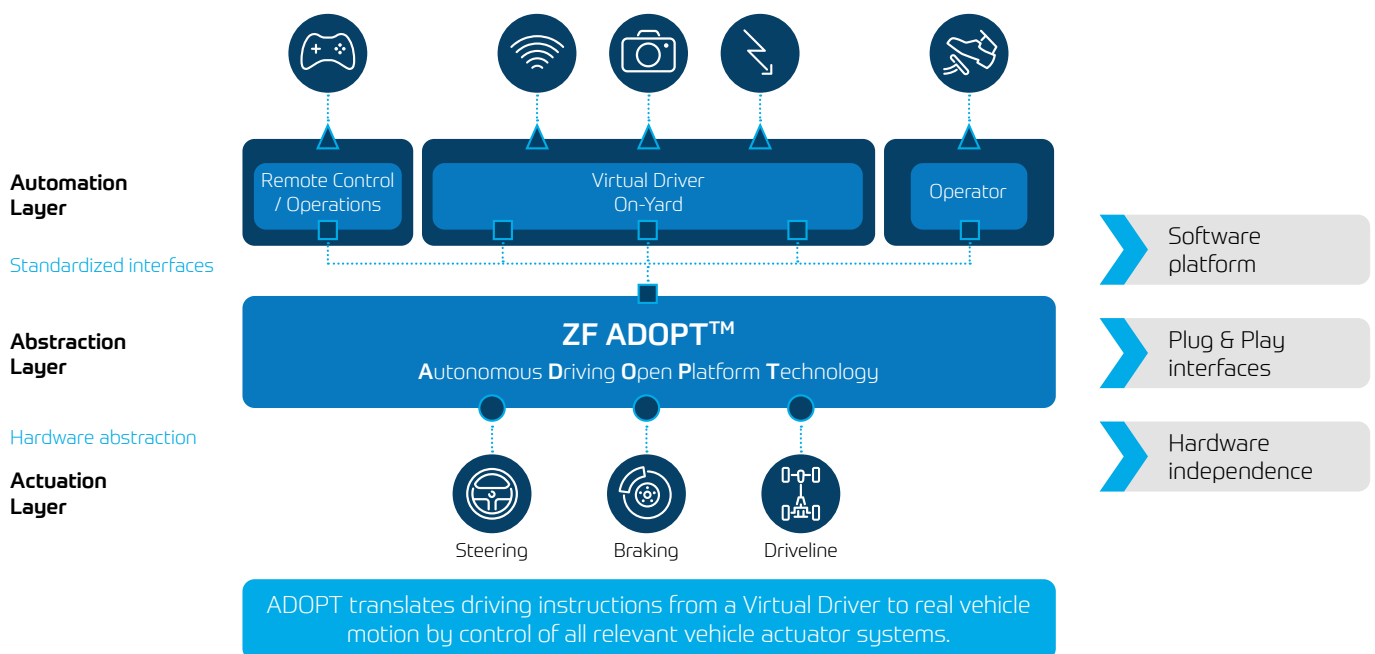 Automation
Layer
Remote Control
/ Operations
Virtual Driver
On-Yard
Operator
Standardized interfaces
Abstraction
Layer
ZF ADOPT™
Autonomous Driving Open Platform Technology
Hardware abstraction
Actuation
Layer
Steering
Braking
Driveline
Software
platform
Plug & Play
interfaces
Hardware
independence
ADOPT translates driving instructions from a Virtual Driver to real vehicle
motion by control of all relevant vehicle actuator systems.